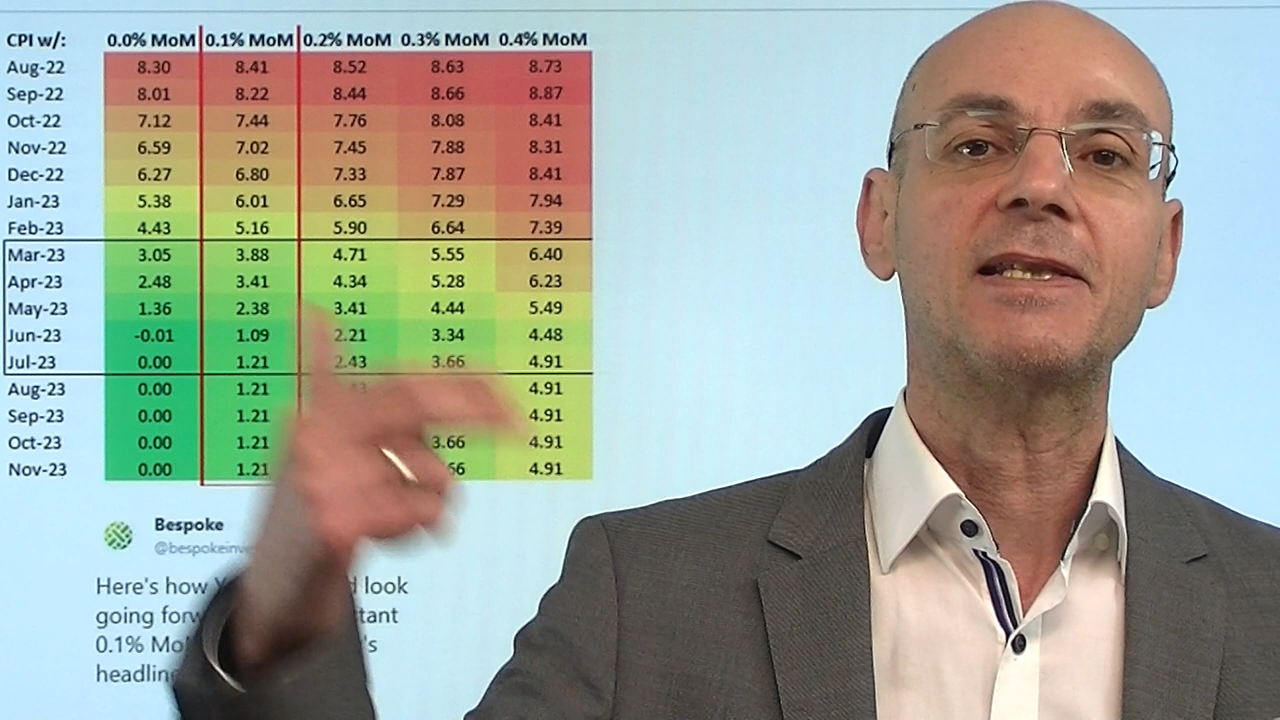 CPI w/: 0.0% MoM 0.1% MoM 0.2% MoM 0.3% MoM 0.4% MoM
Aug-22 8.30 8.41 8.52 8.63 8.73
Sep-22 8.01 8.22 8.44 8.66 8.87
Oct-22 7.12 7.44 7.76 8.08 8.41
Nov-22 6.59 7.02 7.45 7.88 8.31
Dec-22 6.27 6.80 7.33 7.87 8.41
Jan-23 5.38 6.01 6.65 7.29 7.94
Feb-23 4.43 5.16 5.90 6.64 7.39
Mar-23 3.05 3.88 4.71 5.55 6.40
Apr-23 2.48 3.41 4.34 5.28 6.23
May-23 1.36 2.38 3.41 4.44 5.49
Jun-23 -0.01 1.09 2.21 3.34 4.48
Jul-23 0.00 1.21 2.43 3.66 4.91
Aug-23 0.00 1.21 4.91
Sep-23 0.00 1.21 4.91
Oct-23 0.00 1.21 3.66 4.91
Nov-23 0.00 1.21 4.91
Bespoke
Here's how look
going
0.1%